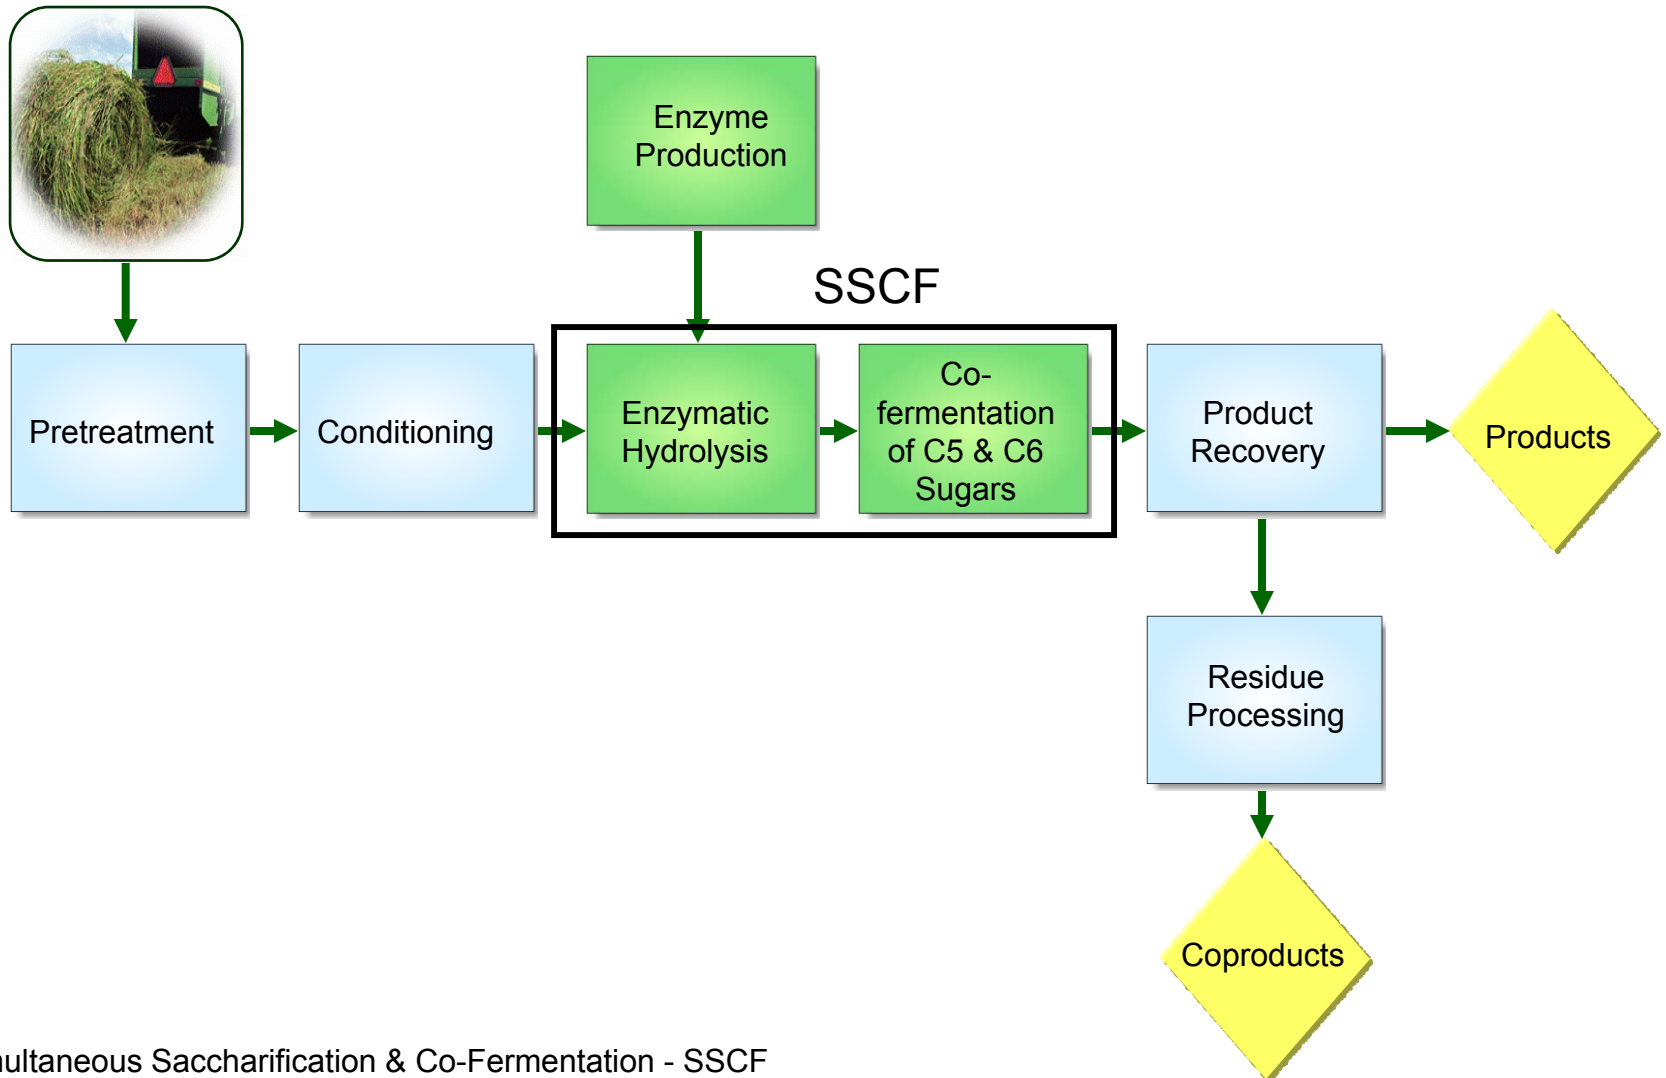 Enzyme
Production
SSCF
Pretreatment
Conditioning
Enzymatic
Hydrolysis
Co-
fermentation
of C5 & C6
Sugars
Product
Recovery
Products
Residue
Processing
Coproducts
multaneous Saccharification & Co-Fermentation - SSCF